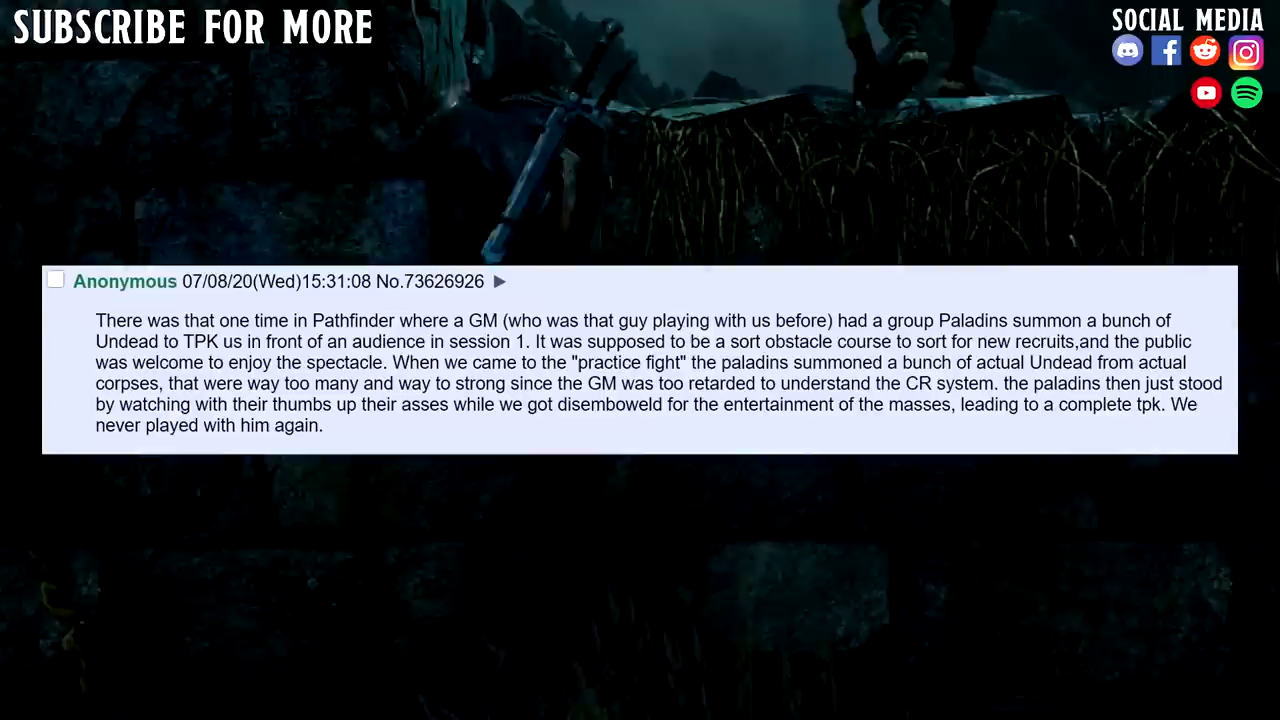 SUBSCRIBE FOR MORE
SOCIAL MEDIA
Anonymous 07/08/20(Wed)15:31:08 No.73626926
There was that one time in Pathfinder where a GM (who was that guy playing with us before) had a group Paladins summon a bunch of
Undead to TPK us in front of an audience in session 1. It was supposed to be a sort obstacle course to sort for new recruits,and the public
was welcome to enjoy the spectacle. When we came to the "practice fight" the paladins summoned a bunch of actual Undead from actual
corpses, that were way too many and way to strong since the GM was too retarded to understand the CR system. the paladins then just stood
by watching with their thumbs up their asses while we got disemboweld for the entertainment of the masses, leading to a complete tpk. We
never played with him again.